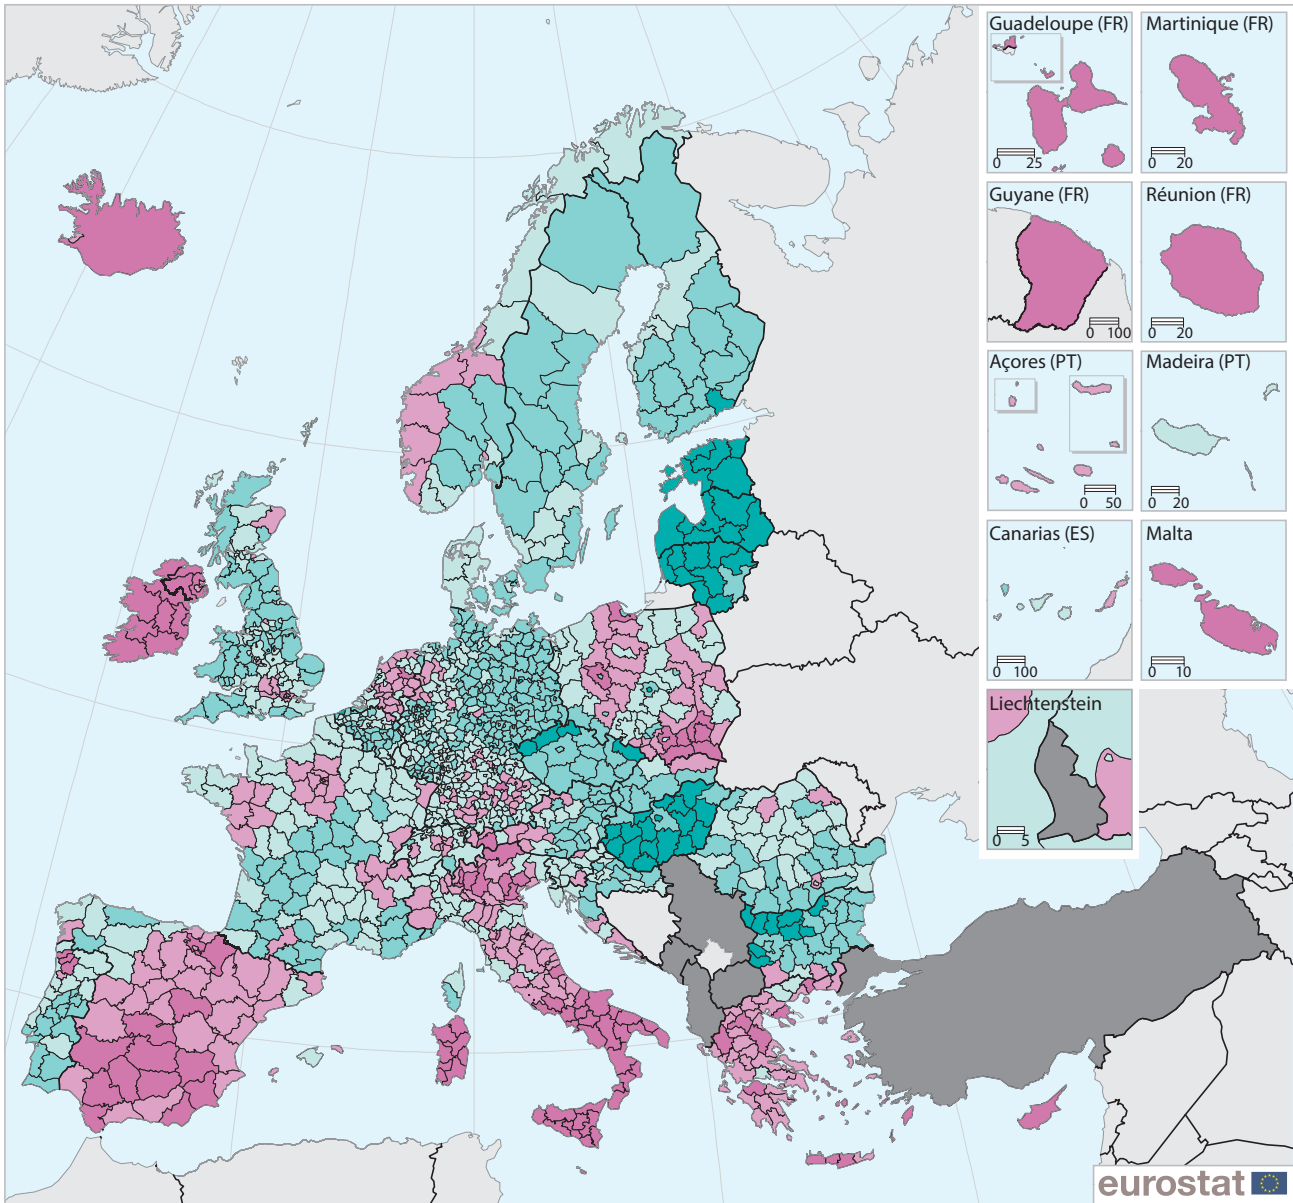 Guadeloupe (FR)
0 25
Martinique (FR)
0 20
Guyane (FR)
0 100
Réunion (FR)
0 20
Açores (PT)
0 50
Madeira (PT)
0 20
Canarias (ES)
0 100
Malta
0 10
Liechtenstein
0 5
eurostat